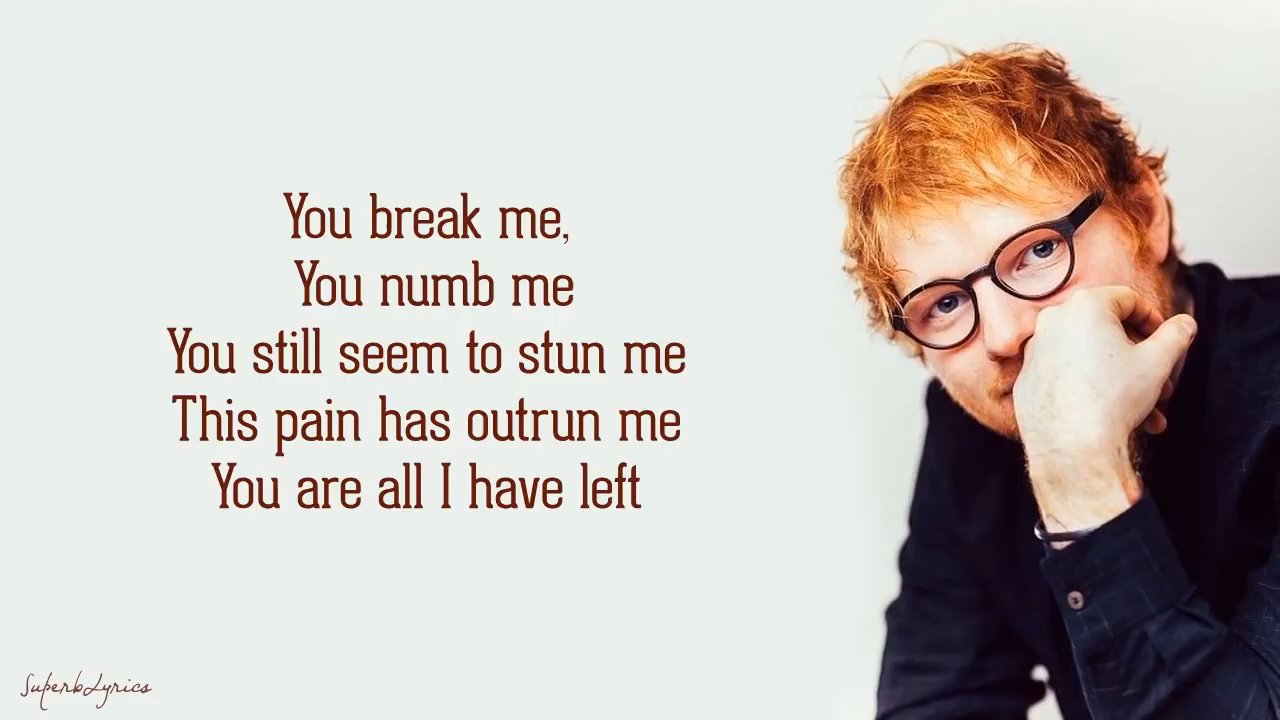 You break me,
You numb me
You still seem to stun me
This pain has outrun me
You are all I have left
SuperbLyrics